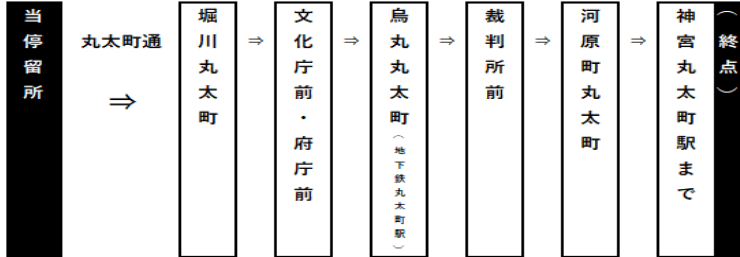 当停留所
丸太町通
⇒
堀川丸太町
⇒
文化庁前・府庁前
⇒
烏丸丸太町（地下鉄丸太町駅）
⇒
裁判所前
⇒
河原町丸太町
⇒
神宮丸太町駅まで
（終点）